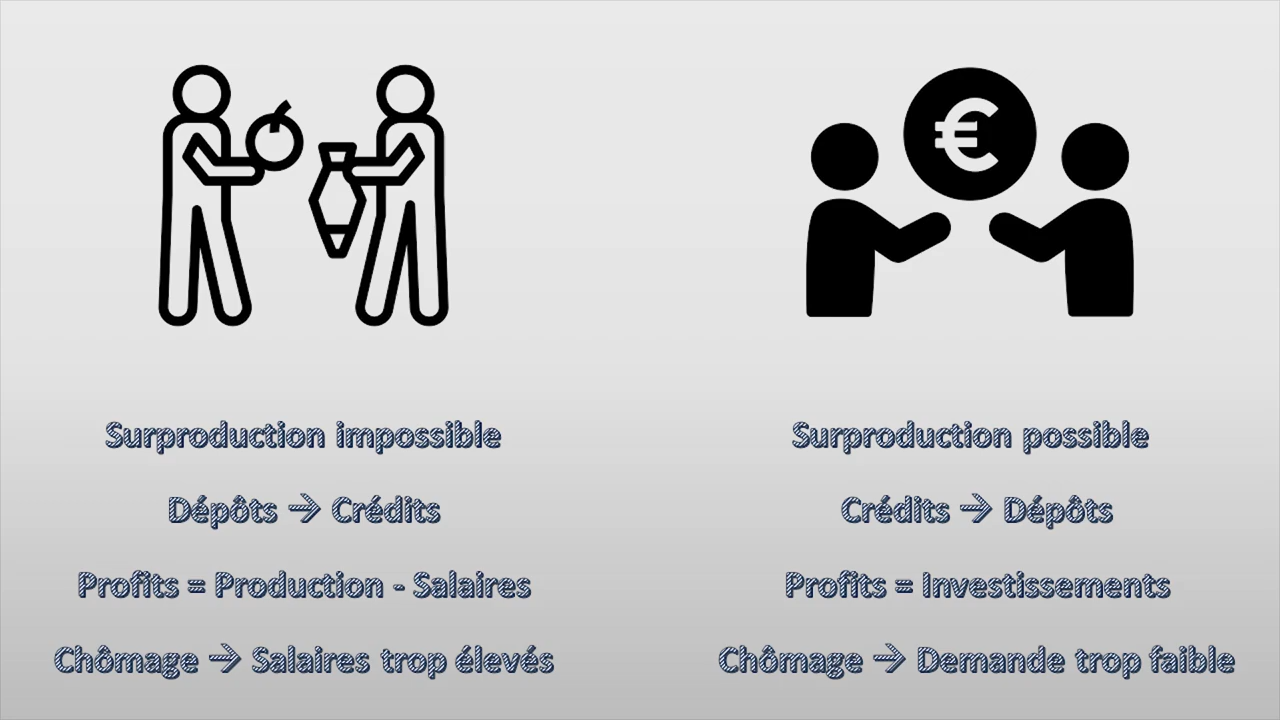 €
Surproduction impossible
Dépôts → Crédits
Profits = Production - Salaires
Chômage → Salaires trop élevés
Surproduction possible
Crédits → Dépôts
Profits = Investissements
Chômage → Demande trop faible